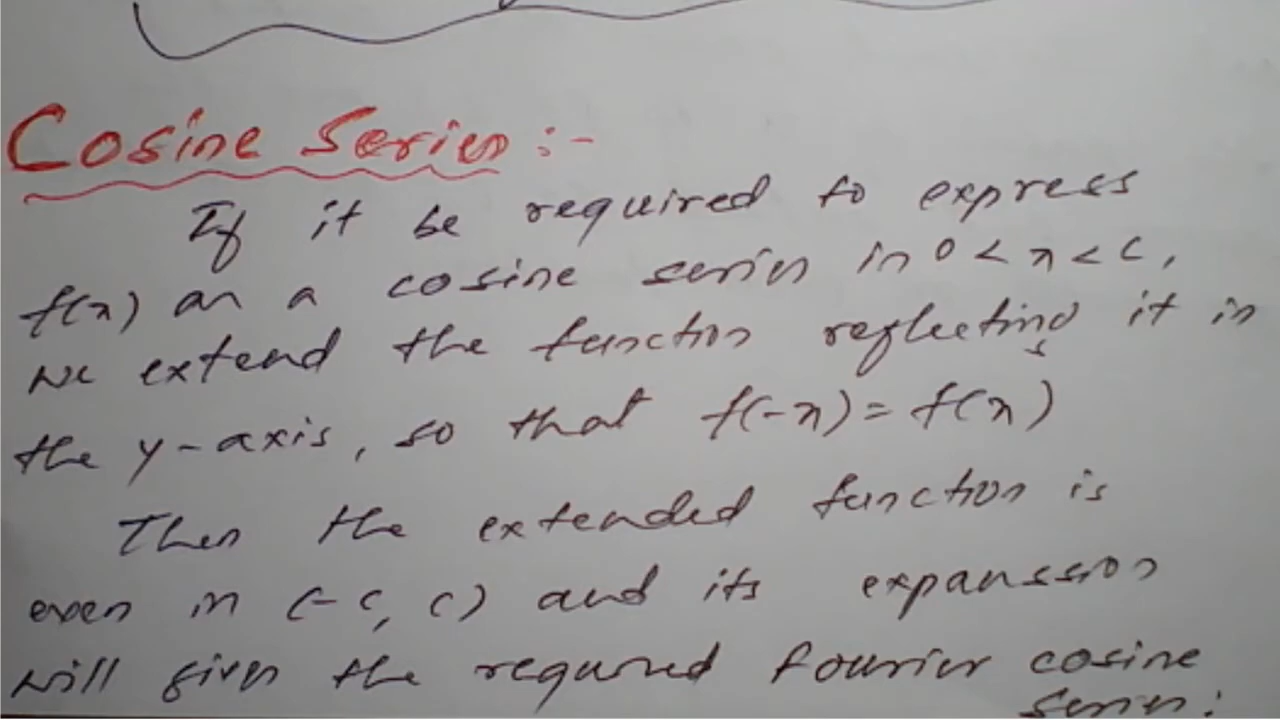 Cosine Series :-
If it be required to express
f(x) as a cosine series in 0 < x < c,
we extend the function reflecting it in
the y-axis, so that f(-x) = f(x)
Then the extended function is
even in (-c, c) and its expanssion
will gives the required fourier cosine
series: